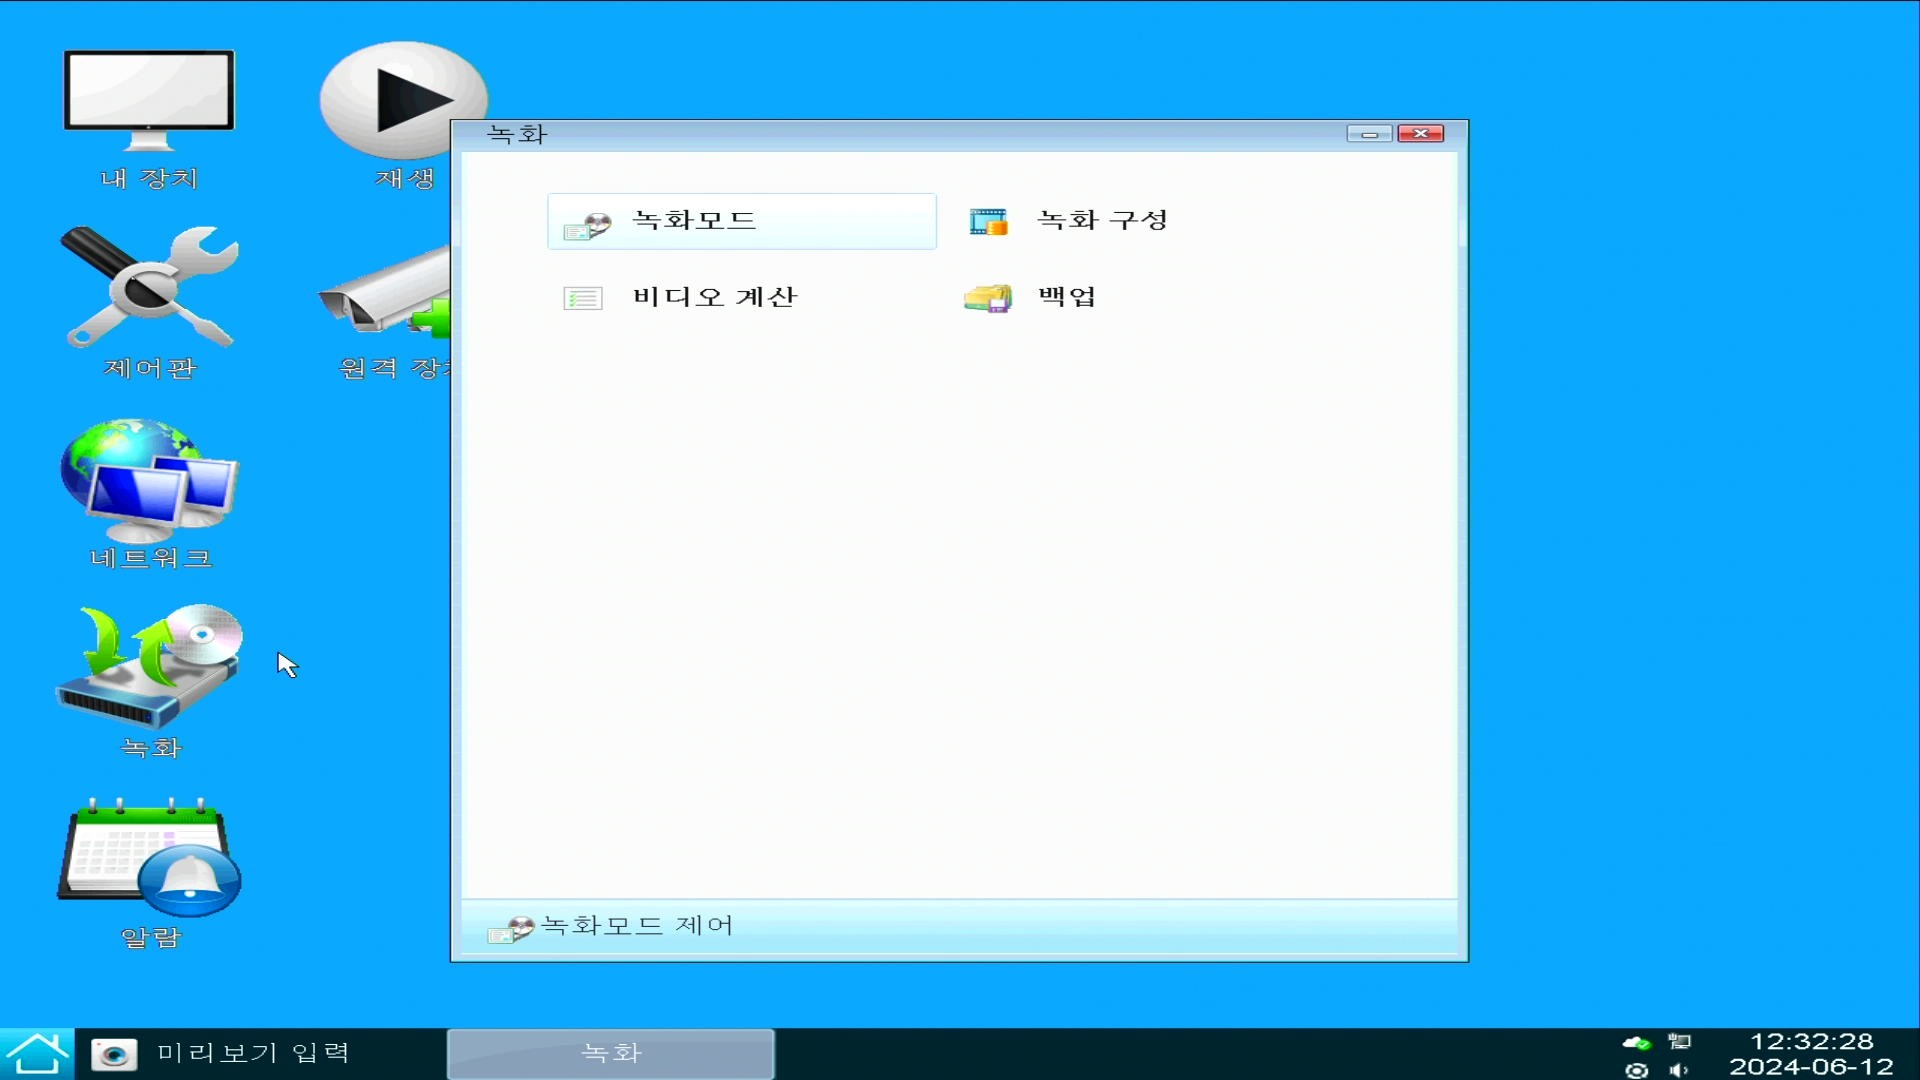 내 장치
재생
제어판
원격 장치
네트워크
녹화
알람
녹화
녹화모드
녹화 구성
비디오 계산
백업
녹화모드 제어
미리보기 입력
녹화
12:32:28
2024-06-12